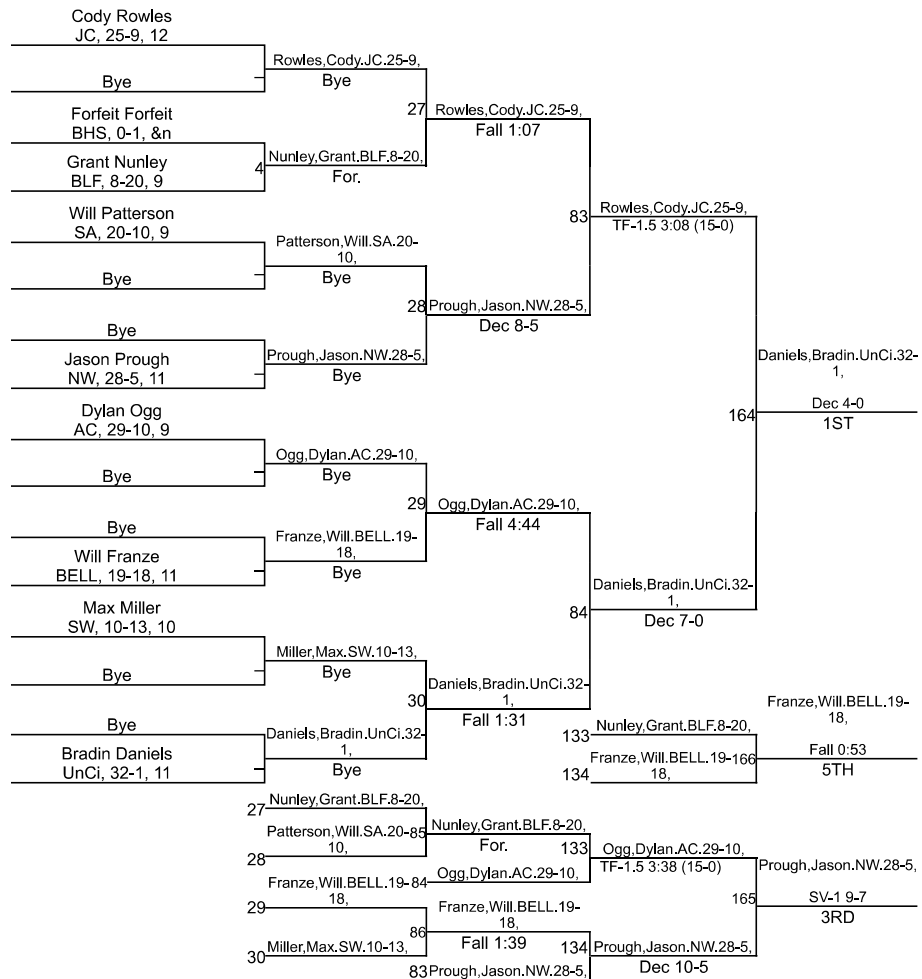 Cody Rowles
JC, 25-9, 12
Bye
Rowles,Cody.JC.25-9,
Bye
Forfeit Forfeit
BHS, 0-1, &n
Grant Nunley
BLF, 8-20, 9
4
Nunley,Grant.BLF.8-20,
For.
27
Rowles,Cody.JC.25-9,
Fall 1:07
Will Patterson
SA, 20-10, 9
Bye
Patterson,Will.SA.20-
10,
Bye
Bye
Jason Prough
NW, 28-5, 11
Prough,Jason.NW.28-5,
Bye
28
Prough,Jason.NW.28-5,
Dec 8-5
83
Rowles,Cody.JC.25-9,
TF-1.5 3:08 (15-0)
Dylan Ogg
AC, 29-10, 9
Bye
Ogg,Dylan.AC.29-10,
Bye
Bye
Will Franze
BELL, 19-18, 11
Franze,Will.BELL.19-
18,
Bye
29
Ogg,Dylan.AC.29-10,
Fall 4:44
Max Miller
SW, 10-13, 10
Bye
Miller,Max.SW.10-13,
Bye
Bye
Bradin Daniels
UnCi, 32-1, 11
Daniels,Bradin.UnCi.32-
1,
Bye
30
Daniels,Bradin.UnCi.32-
1,
Fall 1:31
84
Daniels,Bradin.UnCi.32-
1,
Dec 7-0
164
Daniels,Bradin.UnCi.32-
1,
Dec 4-0
1ST
133
Nunley,Grant.BLF.8-20,
134
Franze,Will.BELL.19-
18,
166
Franze,Will.BELL.19-
18,
Fall 0:53
5TH
27
Nunley,Grant.BLF.8-20,
28
Patterson,Will.SA.20-
10,
85
Nunley,Grant.BLF.8-20,
For.
84
Ogg,Dylan.AC.29-10,
133
Ogg,Dylan.AC.29-10,
TF-1.5 3:38 (15-0)
29
Franze,Will.BELL.19-
18,
30
Miller,Max.SW.10-13,
86
Franze,Will.BELL.19-
18,
Fall 1:39
83
Prough,Jason.NW.28-5,
134
Prough,Jason.NW.28-5,
Dec 10-5
165
Prough,Jason.NW.28-5,
SV-1 9-7
3RD